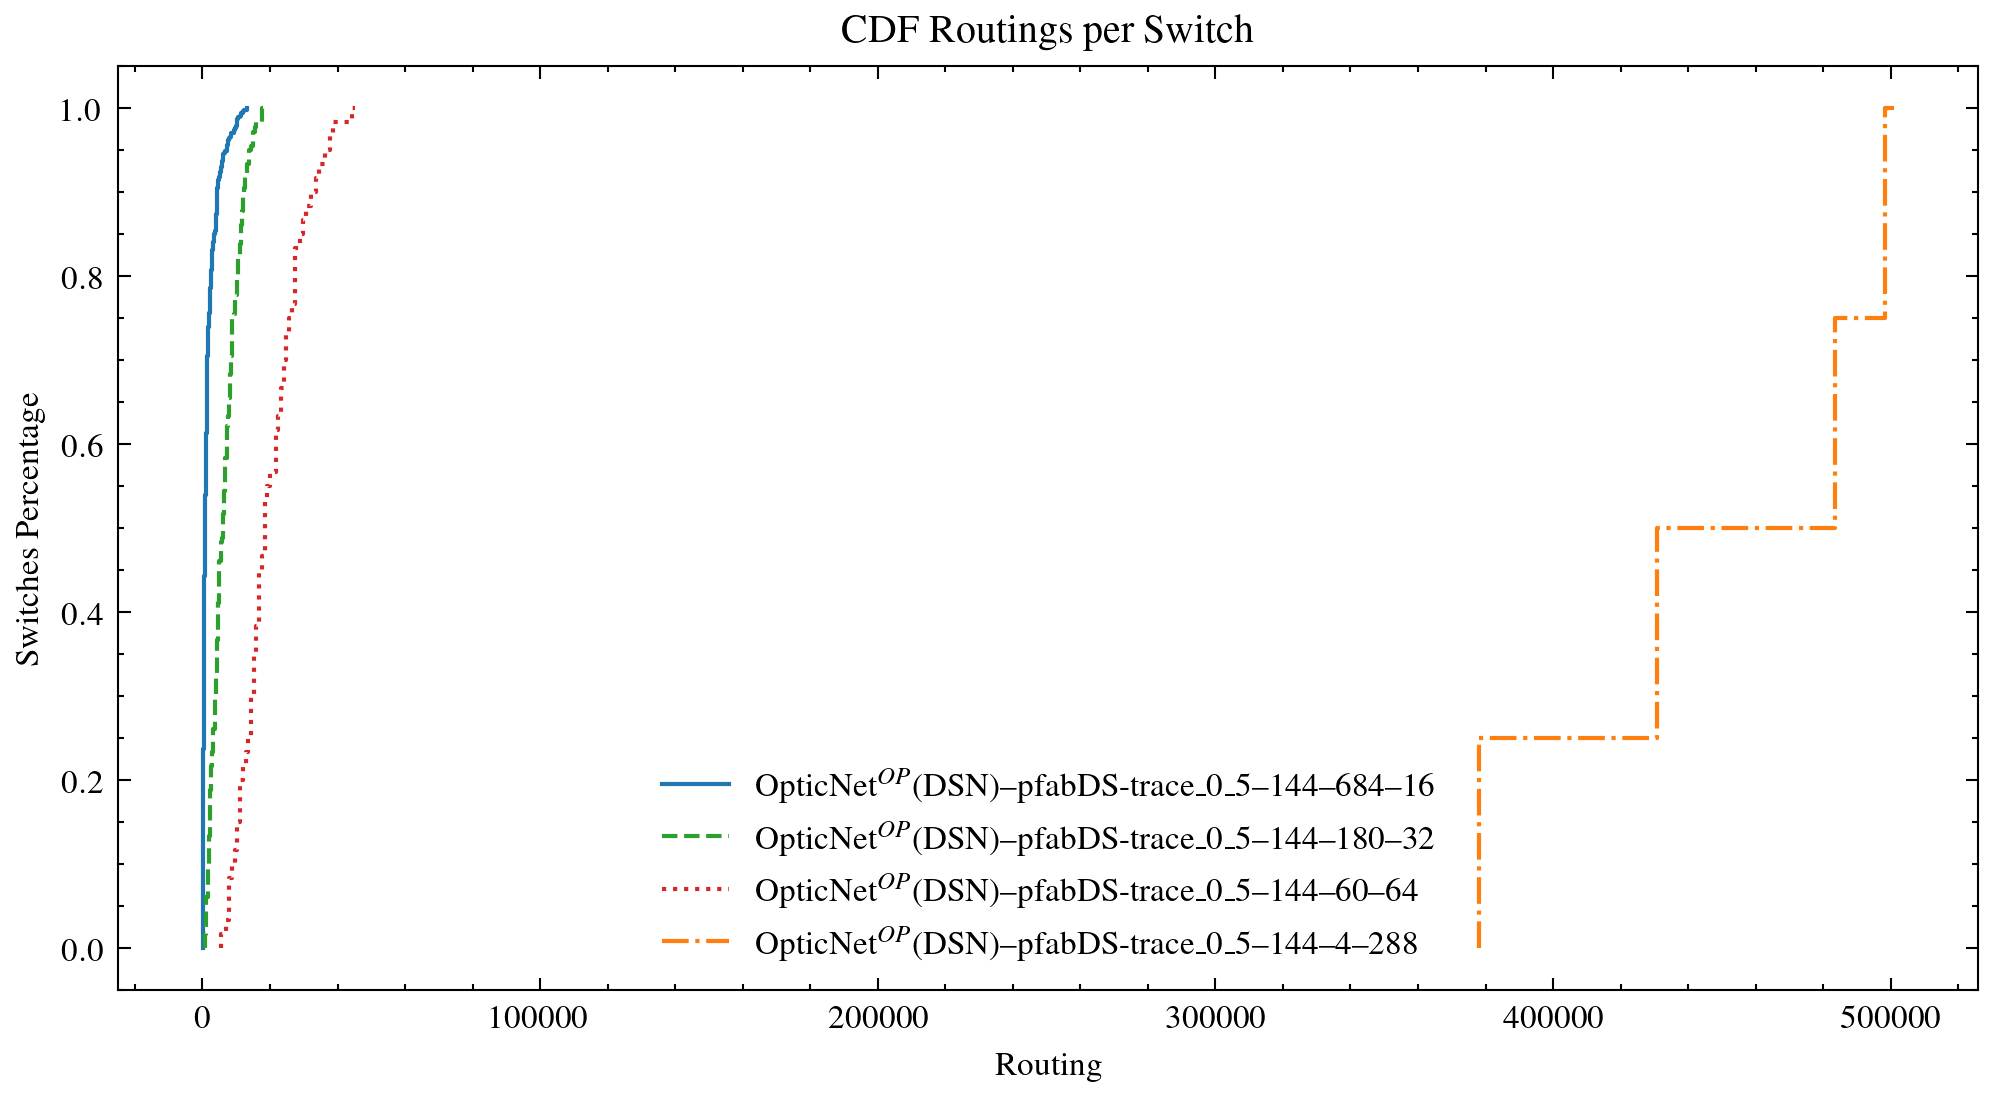 CDF Routings per Switch
Switches Percentage
1.0
0.8
0.6
0.4
0.2
0.0
OpticNet^OP(DSN)–pfabDS-trace_0_5–144–684–16
OpticNet^OP(DSN)–pfabDS-trace_0_5–144–180–32
OpticNet^OP(DSN)–pfabDS-trace_0_5–144–60–64
OpticNet^OP(DSN)–pfabDS-trace_0_5–144–4–288
0 100000 200000 300000 400000 500000
Routing